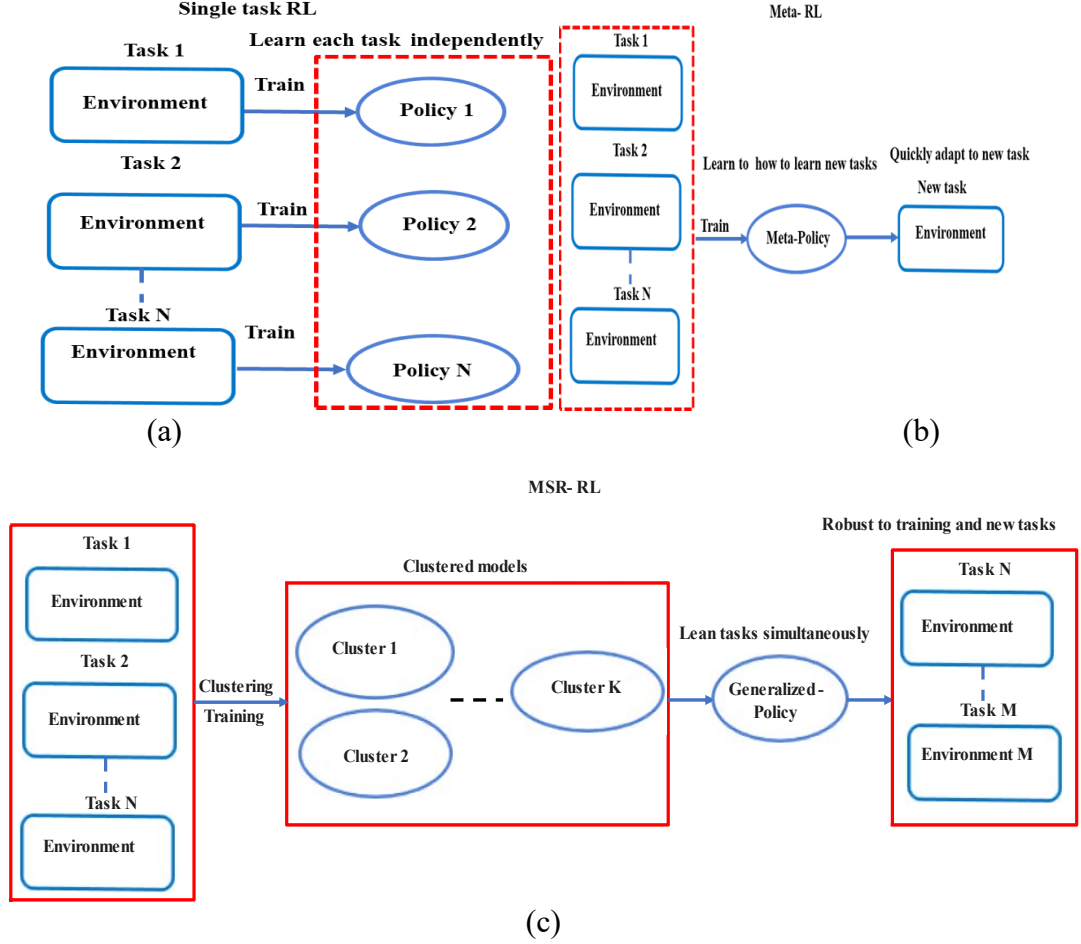 Single task RL
Learn each task independently
Task 1
Environment
Train
Policy 1
Task 2
Environment
Train
Policy 2
Task N
Environment
Train
Policy N
(a)
Meta- RL
Task 1
Environment
Task 2
Environment
Task N
Environment
Train
Learn to how to learn new tasks
Meta-Policy
Quickly adapt to new task
New task
Environment
(b)
MSR- RL
Task 1
Environment
Task 2
Environment
Task N
Environment
Clustering
Training
Clustered models
Cluster 1
Cluster 2
Cluster K
Lean tasks simultaneously
Generalized-
Policy
Robust to training and new tasks
Task N
Environment
Task M
Environment M
(c)